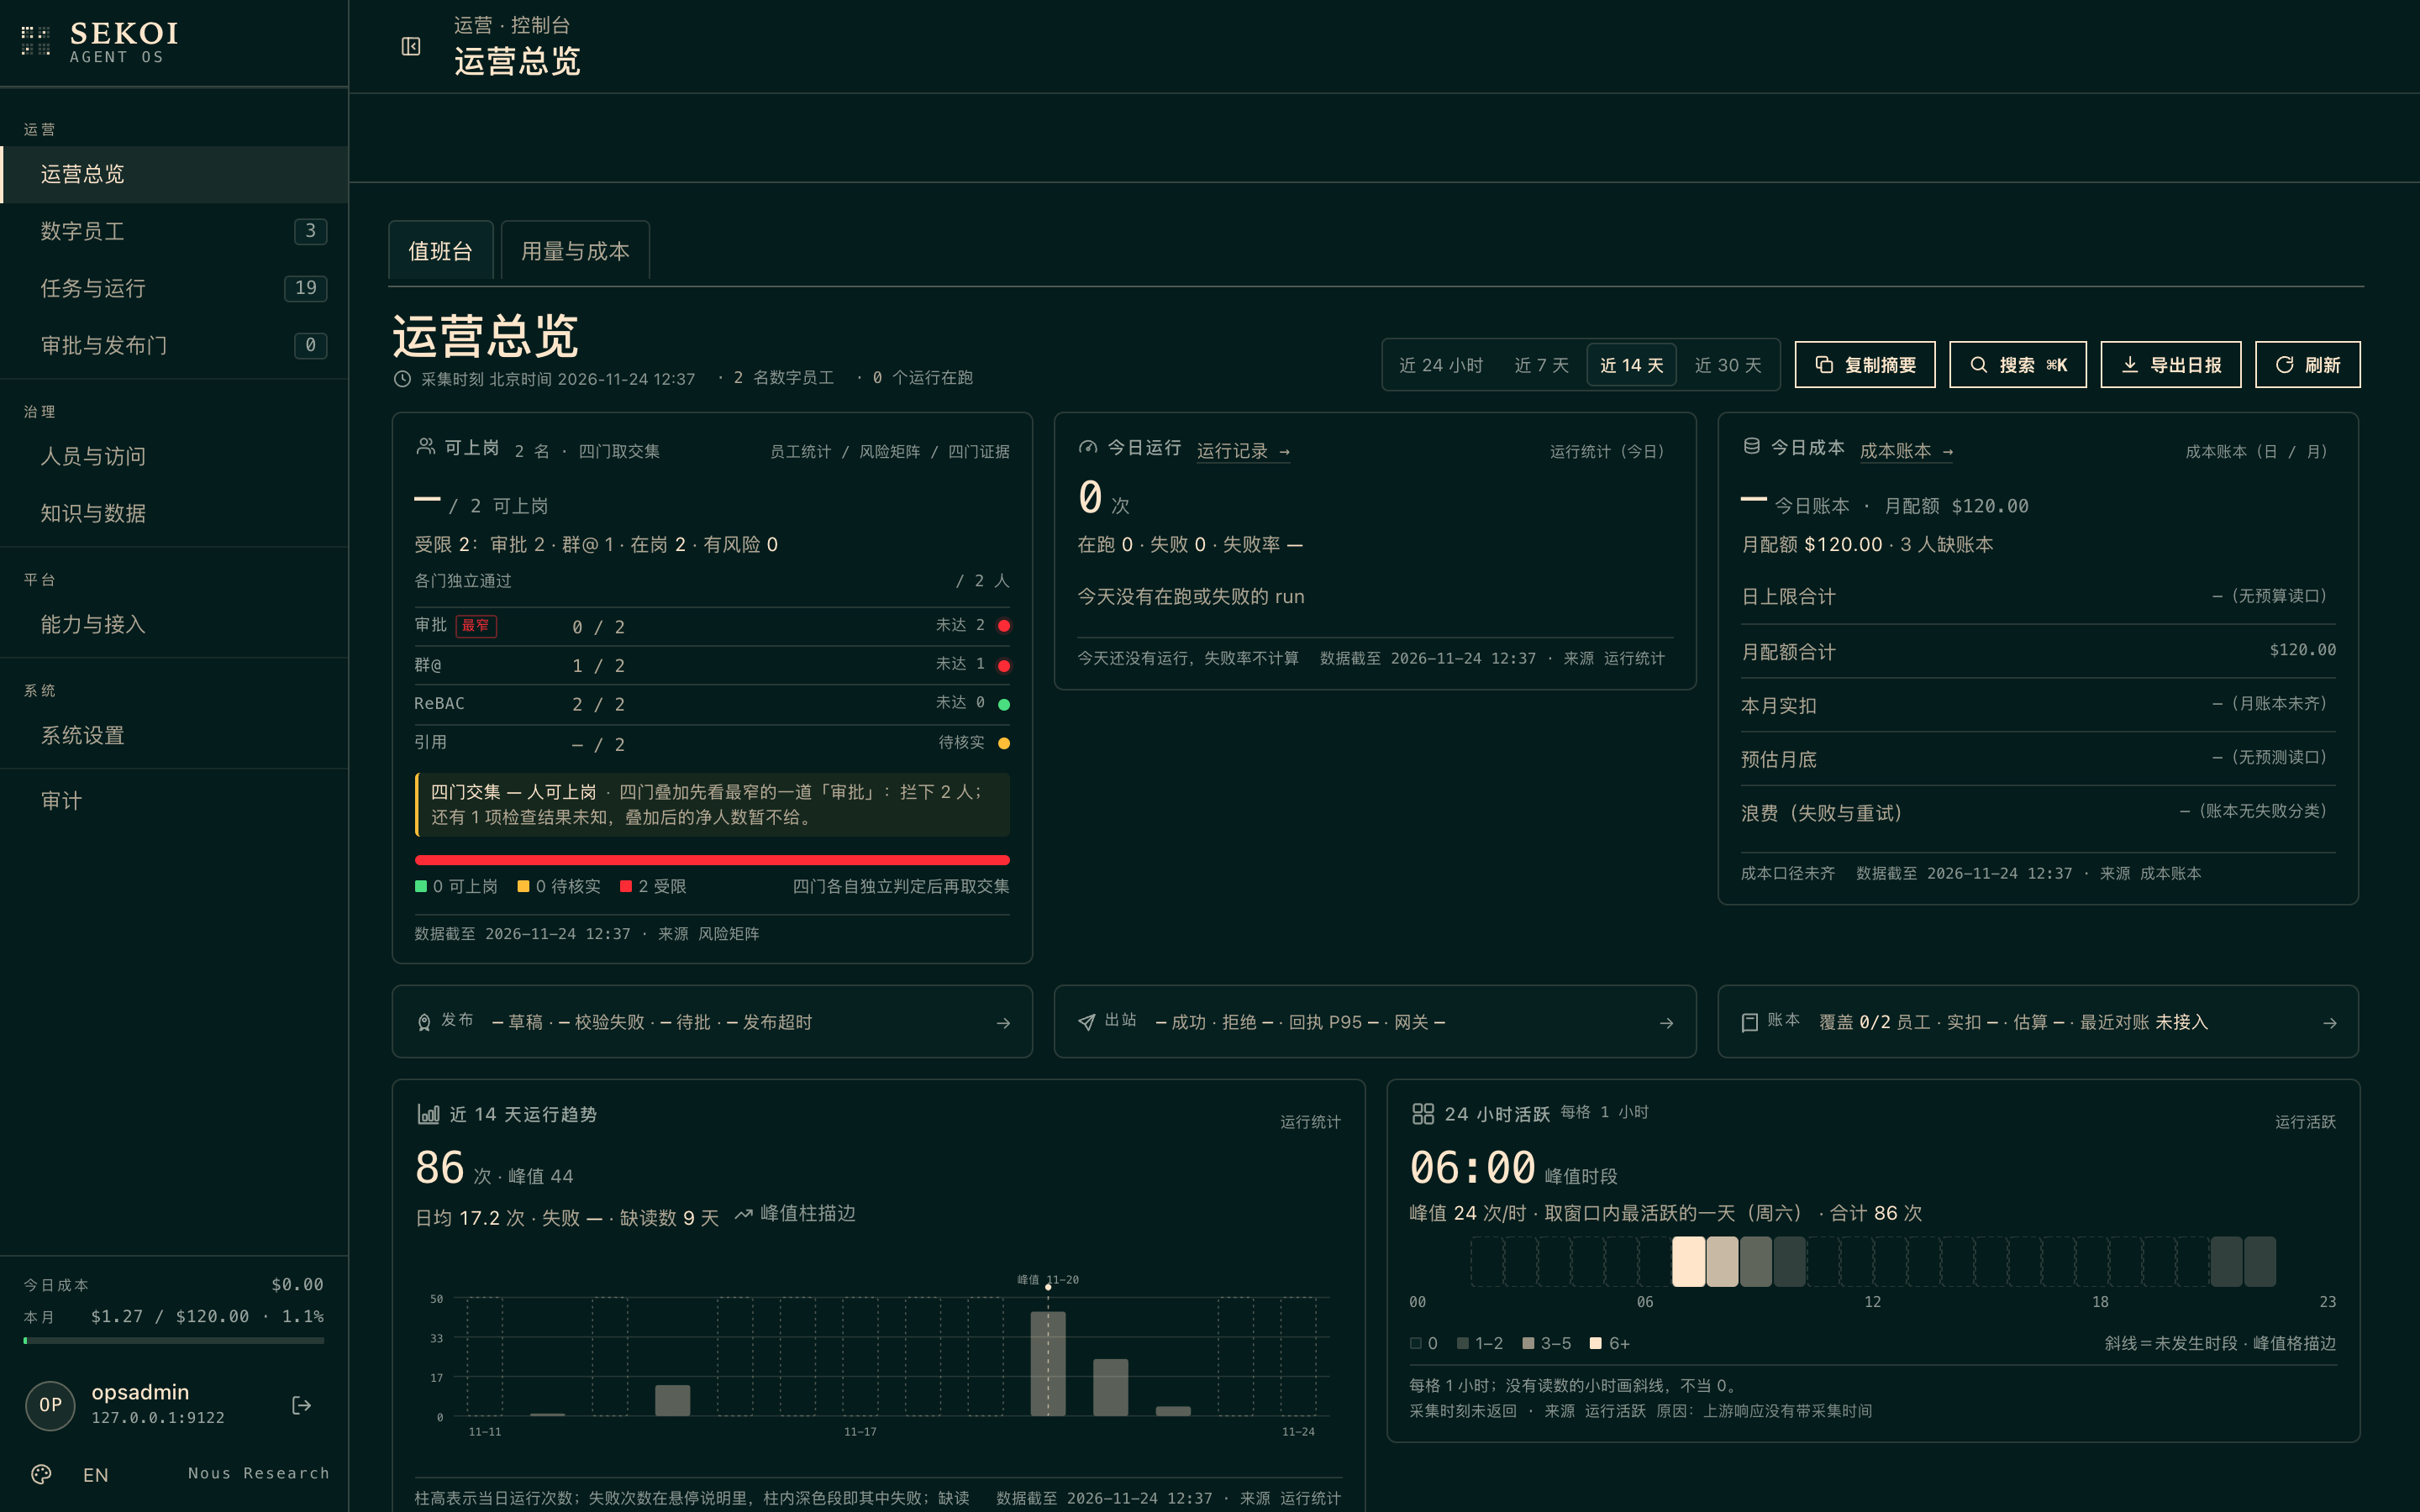 SEKOI
AGENT OS
运营
运营总览
数字员工 3
任务与运行 19
审批与发布门 0
治理
人员与访问
知识与数据
平台
能力与接入
系统
系统设置
审计
今日成本 $0.00
本月 $1.27 / $120.00 · 1.1%
OP
opsadmin
127.0.0.1:9122
EN
Nous Research
运营 · 控制台
运营总览
值班台 用量与成本
运营总览
采集时刻 北京时间 2026-11-24 12:37 · 2 名数字员工 · 0 个运行在跑
近 24 小时 近 7 天 近 14 天 近 30 天 复制摘要 搜索 ⌘K 导出日报 刷新
可上岗 2 名 · 四门取交集 员工统计 / 风险矩阵 / 四门证据
— / 2 可上岗
受限 2: 审批 2 · 群@ 1 · 在岗 2 · 有风险 0
各门独立通过 / 2 人
审批 最窄 0 / 2 未达 2
群@ 1 / 2 未达 1
ReBAC 2 / 2 未达 0
引用 — / 2 待核实
四门交集 — 人可上岗 · 四门叠加先看最窄的一道「审批」: 拦下 2 人;
还有 1 项检查结果未知，叠加后的净人数暂不给。
0 可上岗 0 待核实 2 受限 四门各自独立判定后再取交集
数据截至 2026-11-24 12:37 · 来源 风险矩阵
今日运行 运行记录 → 运行统计 (今日)
0 次
在跑 0 · 失败 0 · 失败率 —
今天没有在跑或失败的 run
今天还没有运行，失败率不计算 数据截至 2026-11-24 12:37 · 来源 运行统计
今日成本 成本账本 → 成本账本 (日 / 月)
— 今日账本 · 月配额 $120.00
月配额 $120.00 · 3 人缺账本
日上限合计 — (无预算读口)
月配额合计 $120.00
本月实扣 — (月账本未齐)
预估月底 — (无预测读口)
浪费 (失败与重试) — (账本无失败分类)
成本口径未齐 数据截至 2026-11-24 12:37 · 来源 成本账本
发布 — 草稿 · — 校验失败 · — 待批 · — 发布超时 →
出站 — 成功 · 拒绝 — · 回执 P95 — · 网关 — →
账本 覆盖 0/2 员工 · 实扣 — · 估算 — · 最近对账 未接入 →
近 14 天运行趋势 运行统计
86 次 · 峰值 44
日均 17.2 次 · 失败 — · 缺读数 9 天 峰值柱描边
峰值 11-20
50
33
17
0
11-11 11-17 11-24
柱高表示当日运行次数; 失败次数在悬停说明里，柱内深色段即其中失败; 缺读 数据截至 2026-11-24 12:37 · 来源 运行统计
24 小时活跃 每格 1 小时 运行活跃
06:00 峰值时段
峰值 24 次/时 · 取窗口内最活跃的一天 (周六) · 合计 86 次
00 06 12 18 23
0 1–2 3–5 6+ 斜线＝未发生时段 · 峰值格描边
每格 1 小时; 没有读数的小时画斜线，不当 0。
采集时刻未返回 · 来源 运行活跃 原因: 上游响应没有带采集时间